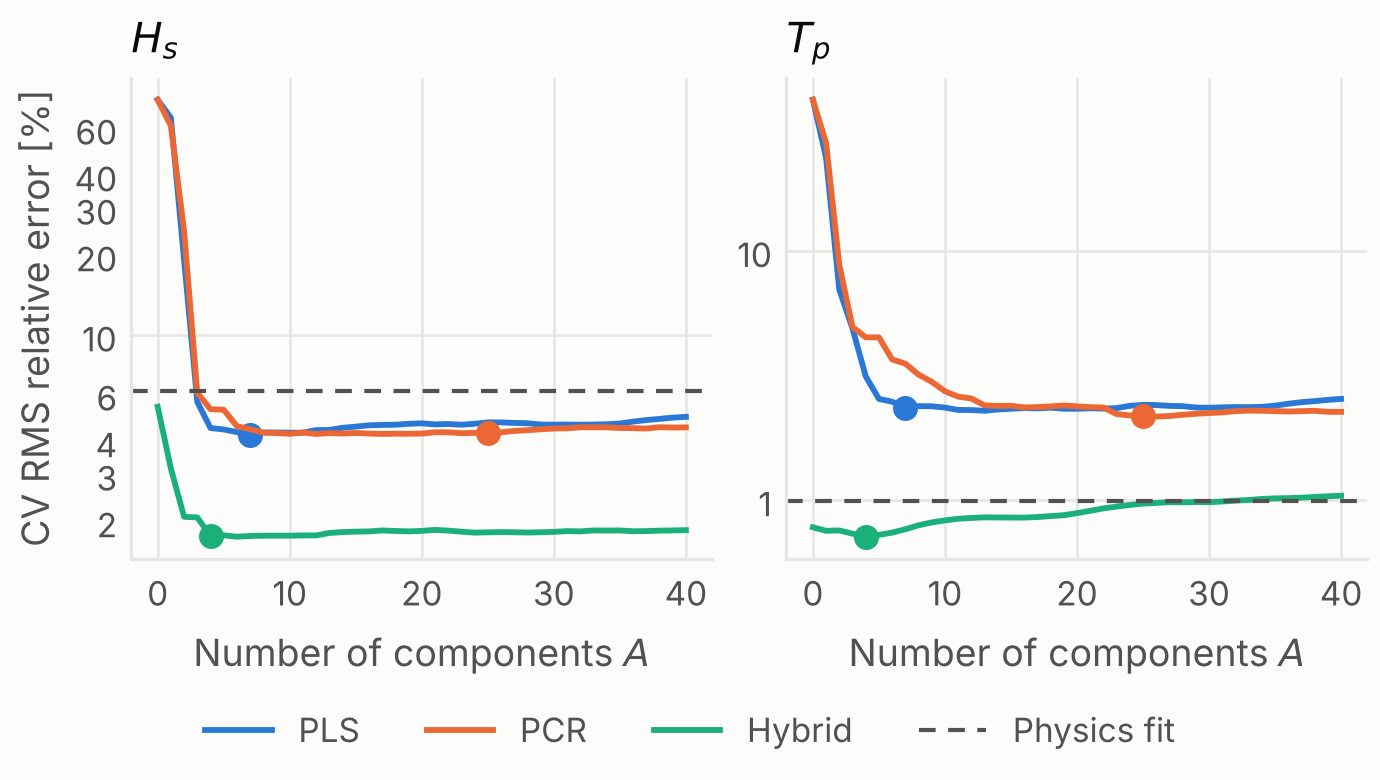 Hs
Tp
CV RMS relative error [%]
60
40
30
20
10
6
4
3
2
10
1
0 10 20 30 40
0 10 20 30 40
Number of components A
Number of components A
PLS PCR Hybrid Physics fit